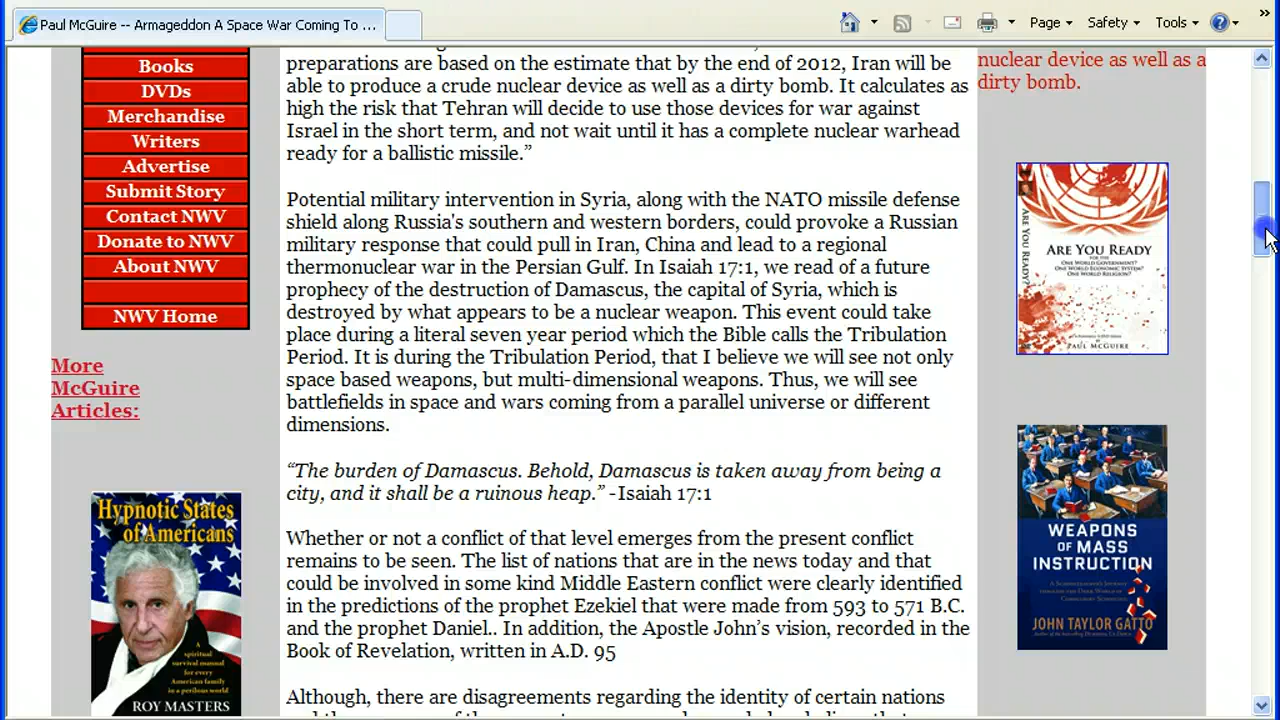 Paul McGuire -- Armageddon A Space War Coming To ...
Page
Safety
Tools
Books
DVDs
Merchandise
Writers
Advertise
Submit Story
Contact NWV
Donate to NWV
About NWV
NWV Home
More
McGuire
Articles:
Hypnotic States
of Americans
A
spiritual
survival manual
for every
American family
in a perilous world
ROY MASTERS
preparations are based on the estimate that by the end of 2012, Iran will be
able to produce a crude nuclear device as well as a dirty bomb. It calculates as
high the risk that Tehran will decide to use those devices for war against
Israel in the short term, and not wait until it has a complete nuclear warhead
ready for a ballistic missile.”
Potential military intervention in Syria, along with the NATO missile defense
shield along Russia's southern and western borders, could provoke a Russian
military response that could pull in Iran, China and lead to a regional
thermonuclear war in the Persian Gulf. In Isaiah 17:1, we read of a future
prophecy of the destruction of Damascus, the capital of Syria, which is
destroyed by what appears to be a nuclear weapon. This event could take
place during a literal seven year period which the Bible calls the Tribulation
Period. It is during the Tribulation Period, that I believe we will see not only
space based weapons, but multi-dimensional weapons. Thus, we will see
battlefields in space and wars coming from a parallel universe or different
dimensions.
“The burden of Damascus. Behold, Damascus is taken away from being a
city, and it shall be a ruinous heap.” -Isaiah 17:1
Whether or not a conflict of that level emerges from the present conflict
remains to be seen. The list of nations that are in the news today and that
could be involved in some kind Middle Eastern conflict were clearly identified
in the predictions of the prophet Ezekiel that were made from 593 to 571 B.C.
and the prophet Daniel.. In addition, the Apostle John’s vision, recorded in the
Book of Revelation, written in A.D. 95
Although, there are disagreements regarding the identity of certain nations
nuclear device as well as a
dirty bomb.
ARE YOU READY?
ARE YOU READY
FOR THE
ONE WORLD GOVERNMENT?
ONE WORLD ECONOMIC SYSTEM?
ONE WORLD RELIGION?
PAUL McGUIRE
WEAPONS
OF MASS
INSTRUCTION
JOHN TAYLOR GATTO